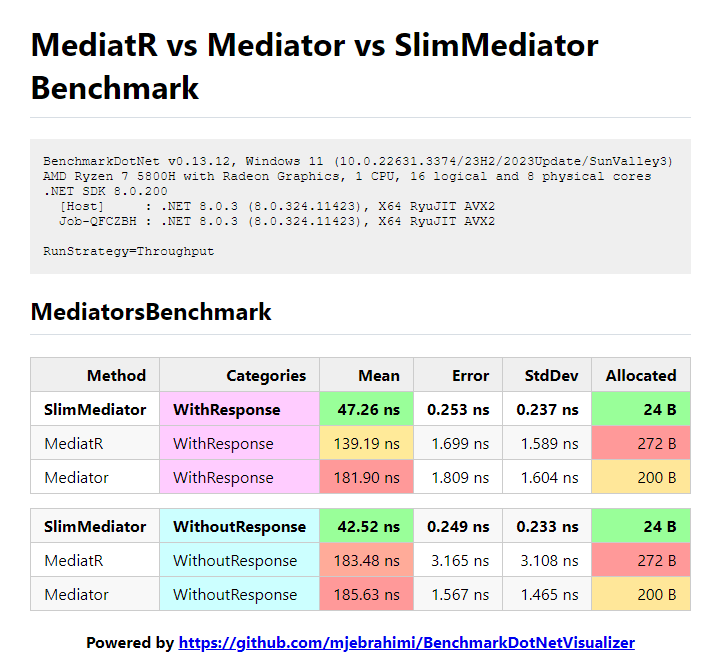 MediatR vs Mediator vs SlimMediator
Benchmark
BenchmarkDotNet v0.13.12, Windows 11 (10.0.22631.3374/23H2/2023Update/SunValley3)
AMD Ryzen 7 5800H with Radeon Graphics, 1 CPU, 16 logical and 8 physical cores
.NET SDK 8.0.200
[Host] : .NET 8.0.3 (8.0.324.11423), X64 RyuJIT AVX2
Job-QFCZBH : .NET 8.0.3 (8.0.324.11423), X64 RyuJIT AVX2
RunStrategy=Throughput
MediatorsBenchmark
Method Categories Mean Error StdDev Allocated
SlimMediator WithResponse 47.26 ns 0.253 ns 0.237 ns 24 B
MediatR WithResponse 139.19 ns 1.699 ns 1.589 ns 272 B
Mediator WithResponse 181.90 ns 1.809 ns 1.604 ns 200 B
SlimMediator WithoutResponse 42.52 ns 0.249 ns 0.233 ns 24 B
MediatR WithoutResponse 183.48 ns 3.165 ns 3.108 ns 272 B
Mediator WithoutResponse 185.63 ns 1.567 ns 1.465 ns 200 B
Powered by https://github.com/mjebrahimi/BenchmarkDotNetVisualizer